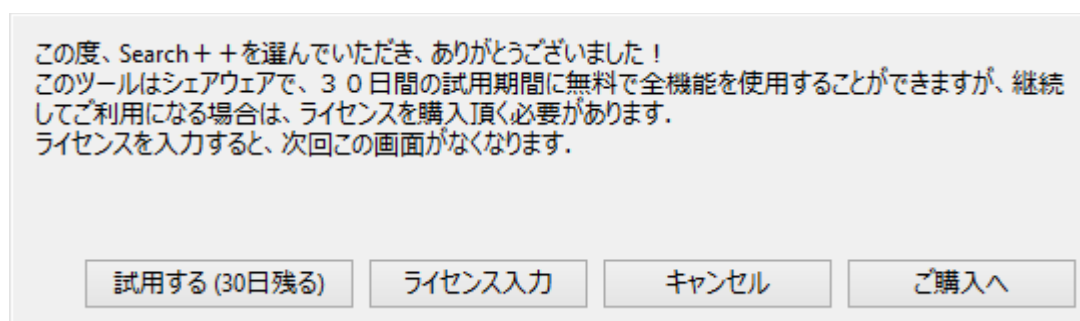 この度、Search＋＋を選んでいただき、ありがとうございました！
このツールはシェアウェアで、３０日間の試用期間に無料で全機能を使用することができますが、継続
してご利用になる場合は、ライセンスを購入頂く必要があります.
ライセンスを入力すると、次回この画面がなくなります.
試用する (30日残る)
ライセンス入力
キャンセル
ご購入へ